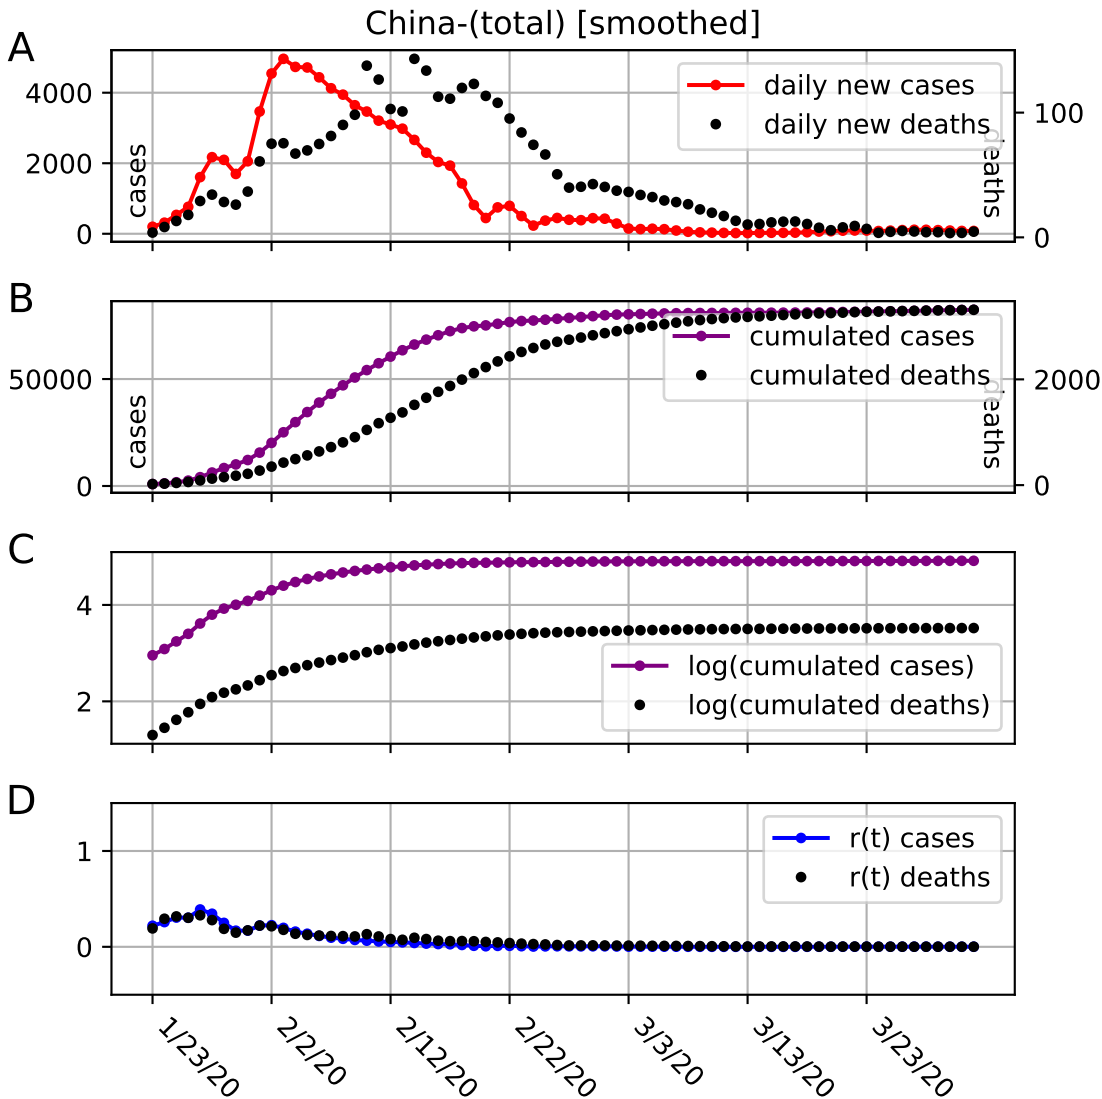 China-(total) [smoothed]
A
4000
2000
0
cases
daily new cases
daily new deaths
100
0
deaths
B
50000
0
cases
cumulated cases
cumulated deaths
2000
0
deaths
C
4
2
log(cumulated cases)
log(cumulated deaths)
D
1
0
r(t) cases
r(t) deaths
1/23/20
2/2/20
2/12/20
2/22/20
3/3/20
3/13/20
3/23/20